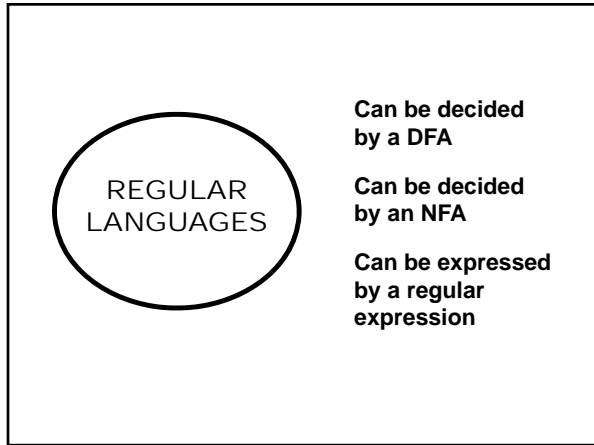 REGULAR
LANGUAGES
Can be decided
by a DFA
Can be decided
by an NFA
Can be expressed
by a regular
expression